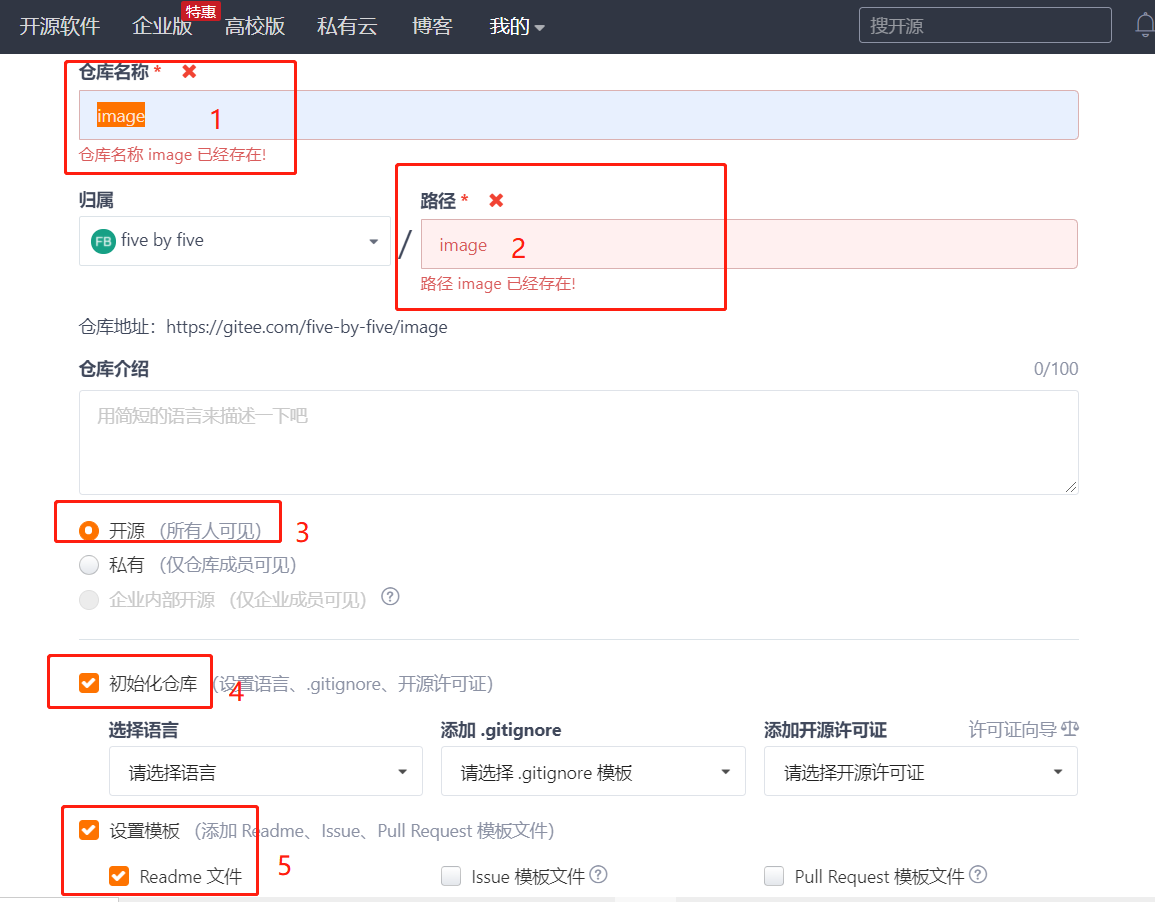 开源软件 企业版 特惠 高校版 私有云 博客 我的 搜开源
仓库名称 *
image 1
仓库名称 image 已经存在!
归属 路径 *
FB five by five / image 2
路径 image 已经存在!
仓库地址：https://gitee.com/five-by-five/image
仓库介绍 0/100
用简短的语言来描述一下吧
开源 （所有人可见） 3
私有 （仅仓库成员可见）
企业内部开源 （仅企业成员可见） ?
初始化仓库 （设置语言、.gitignore、开源许可证） 4
选择语言 添加 .gitignore 添加开源许可证 许可证向导
请选择语言 请选择 .gitignore 模板 请选择开源许可证
设置模板 （添加 Readme、Issue、Pull Request 模板文件）
Readme 文件 5 Issue 模板文件 ? Pull Request 模板文件 ?